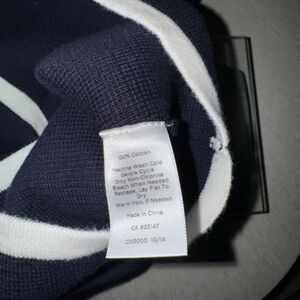 100% Cotton
Machine Wash Cold
Gentle Cycle
Only Non-Chlorine
Bleach When Needed
Reshape, Lay Flat To
Dry
Warm Iron, If Needed
Made In China
CA #23147
CN5000 10/14